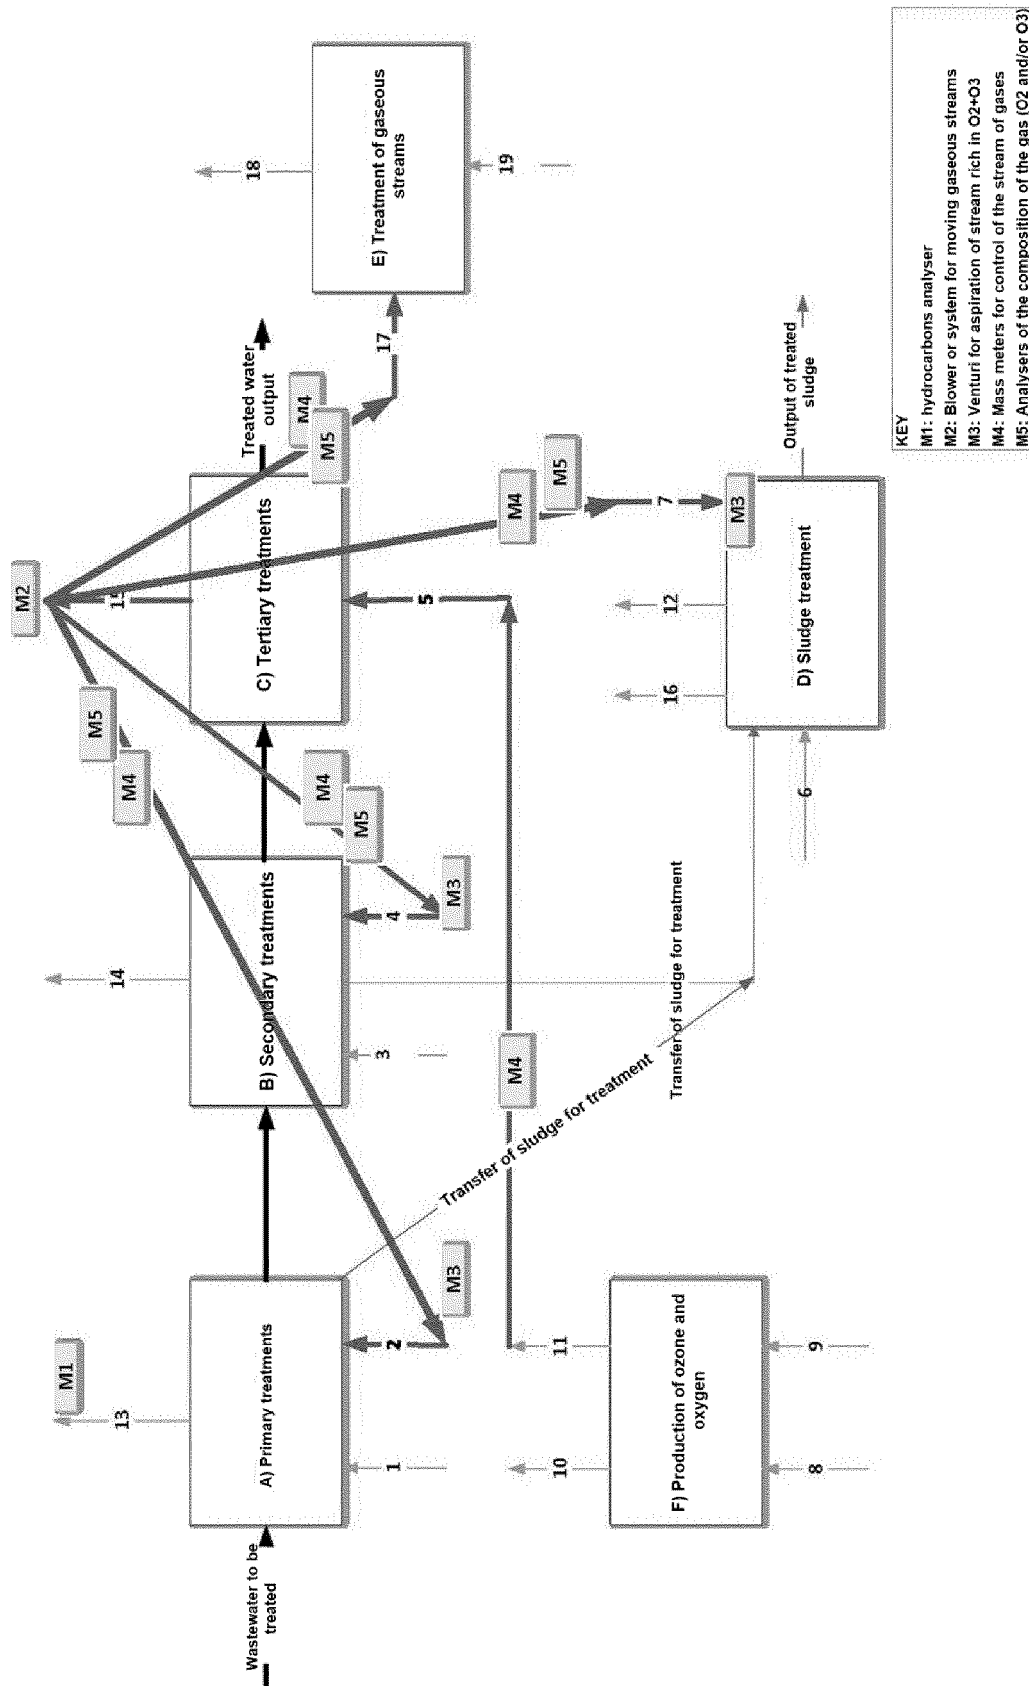 M2
M1
13
14
15
18
M5
M4
Wastewater to be
treated
A) Primary treatments
B) Secondary treatments
C) Tertiary treatments
Treated water
output
M4
M5
E) Treatment of gaseous
streams
M4
M5
1
2
M3
3
4
M3
5
17
19
M4
M4
M5
Transfer of sludge for treatment
Transfer of sludge for treatment
10
11
F) Production of ozone and
oxygen
8
9
16
12
7
M3
D) Sludge treatment
6
Output of treated
sludge
KEY
M1: hydrocarbons analyser
M2: Blower or system for moving gaseous streams
M3: Venturi for aspiration of stream rich in O2+O3
M4: Mass meters for control of the stream of gases
M5: Analysers of the composition of the gas (O2 and/or O3)